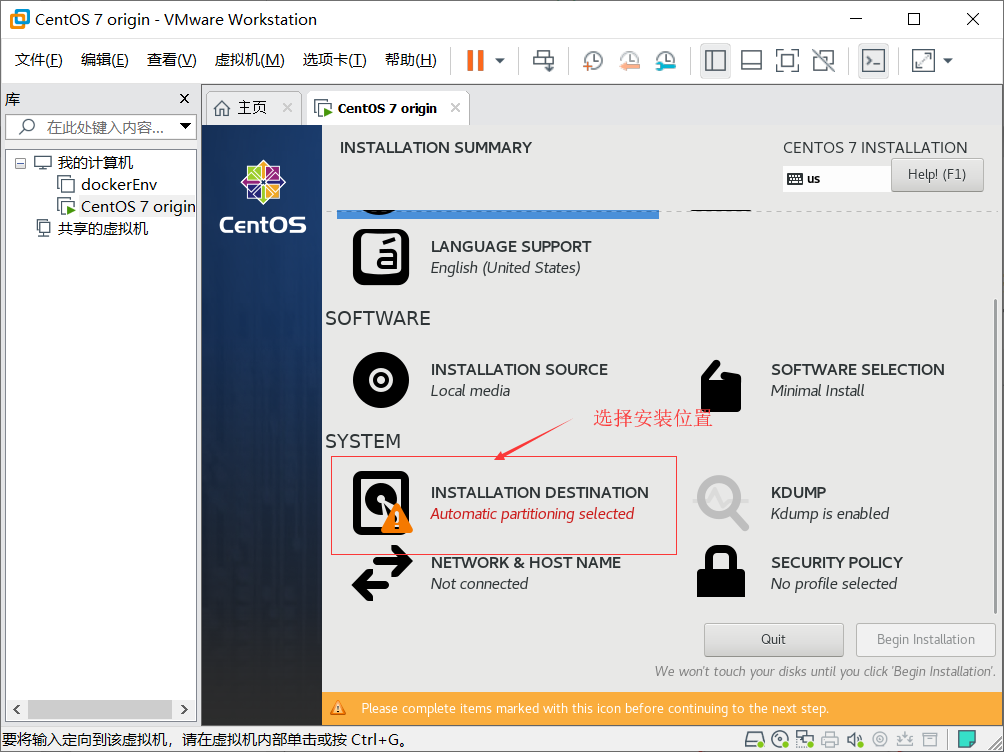 CentOS 7 origin - VMware Workstation
文件(F) 编辑(E) 查看(V) 虚拟机(M) 选项卡(T) 帮助(H)
库
在此处键入内容...
我的计算机
dockerEnv
CentOS 7 origin
共享的虚拟机
主页
CentOS 7 origin
CentOS
INSTALLATION SUMMARY
CENTOS 7 INSTALLATION
us
Help! (F1)
LANGUAGE SUPPORT
English (United States)
SOFTWARE
INSTALLATION SOURCE
Local media
SOFTWARE SELECTION
Minimal Install
选择安装位置
SYSTEM
INSTALLATION DESTINATION
Automatic partitioning selected
KDUMP
Kdump is enabled
NETWORK & HOST NAME
Not connected
SECURITY POLICY
No profile selected
Quit
Begin Installation
We won't touch your disks until you click 'Begin Installation'.
Please complete items marked with this icon before continuing to the next step.
要将输入定向到该虚拟机，请在虚拟机内部单击或按 Ctrl+G。